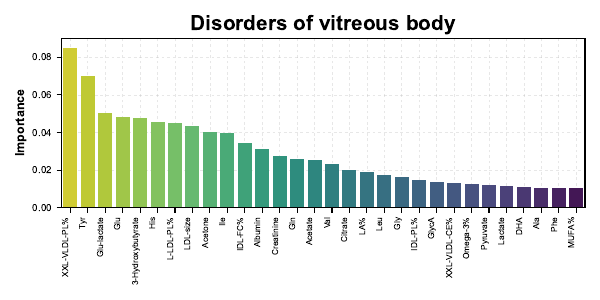 Disorders of vitreous body
Importance
0.08
0.06
0.04
0.02
0.00
XXL-VLDL-PL%
Tyr
Glu-lactate
Glu
3-Hydroxybutyrate
His
L-LDL-PL%
LDL-size
Acetone
Ile
IDL-FC%
Albumin
Creatinine
Gln
Acetate
Val
Citrate
LA%
Leu
Gly
IDL-PL%
GlycA
XXL-VLDL-CE%
Omega-3%
Pyruvate
Lactate
DHA
Ala
Phe
MUFA%